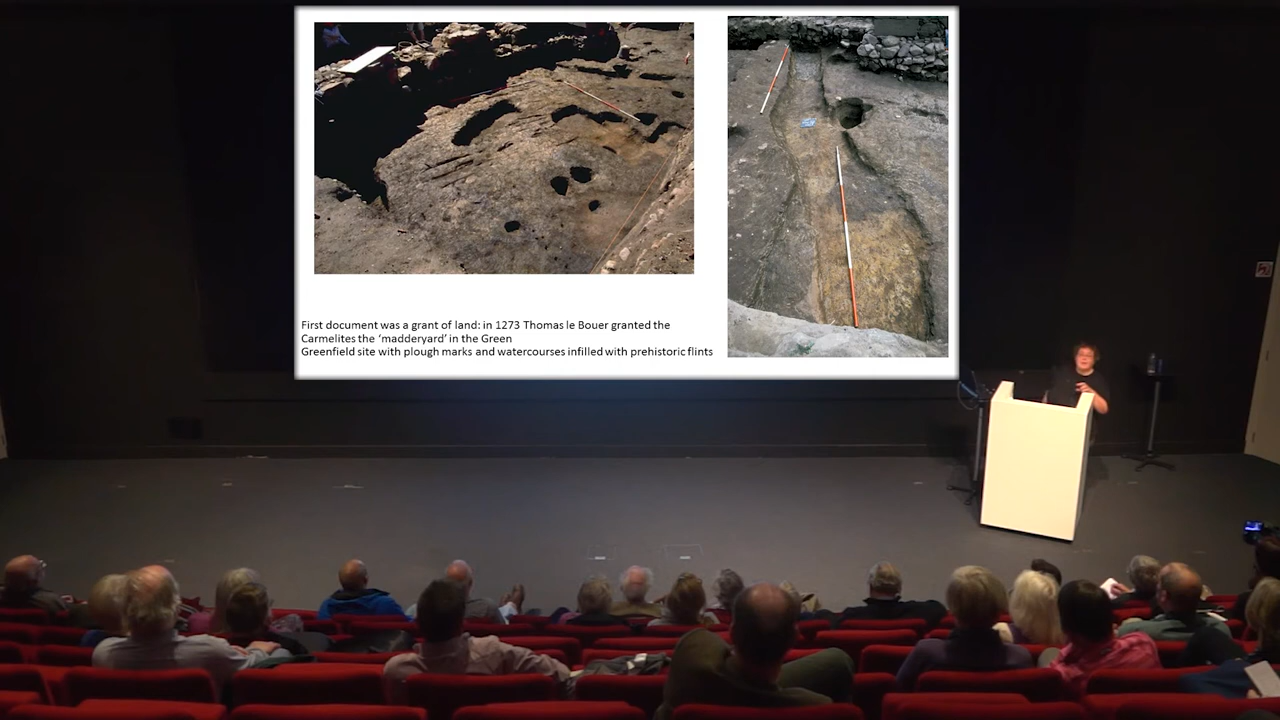 First document was a grant of land: in 1273 Thomas le Bouer granted the
Carmelites the ‘madderyard’ in the Green
Greenfield site with plough marks and watercourses infilled with prehistoric flints